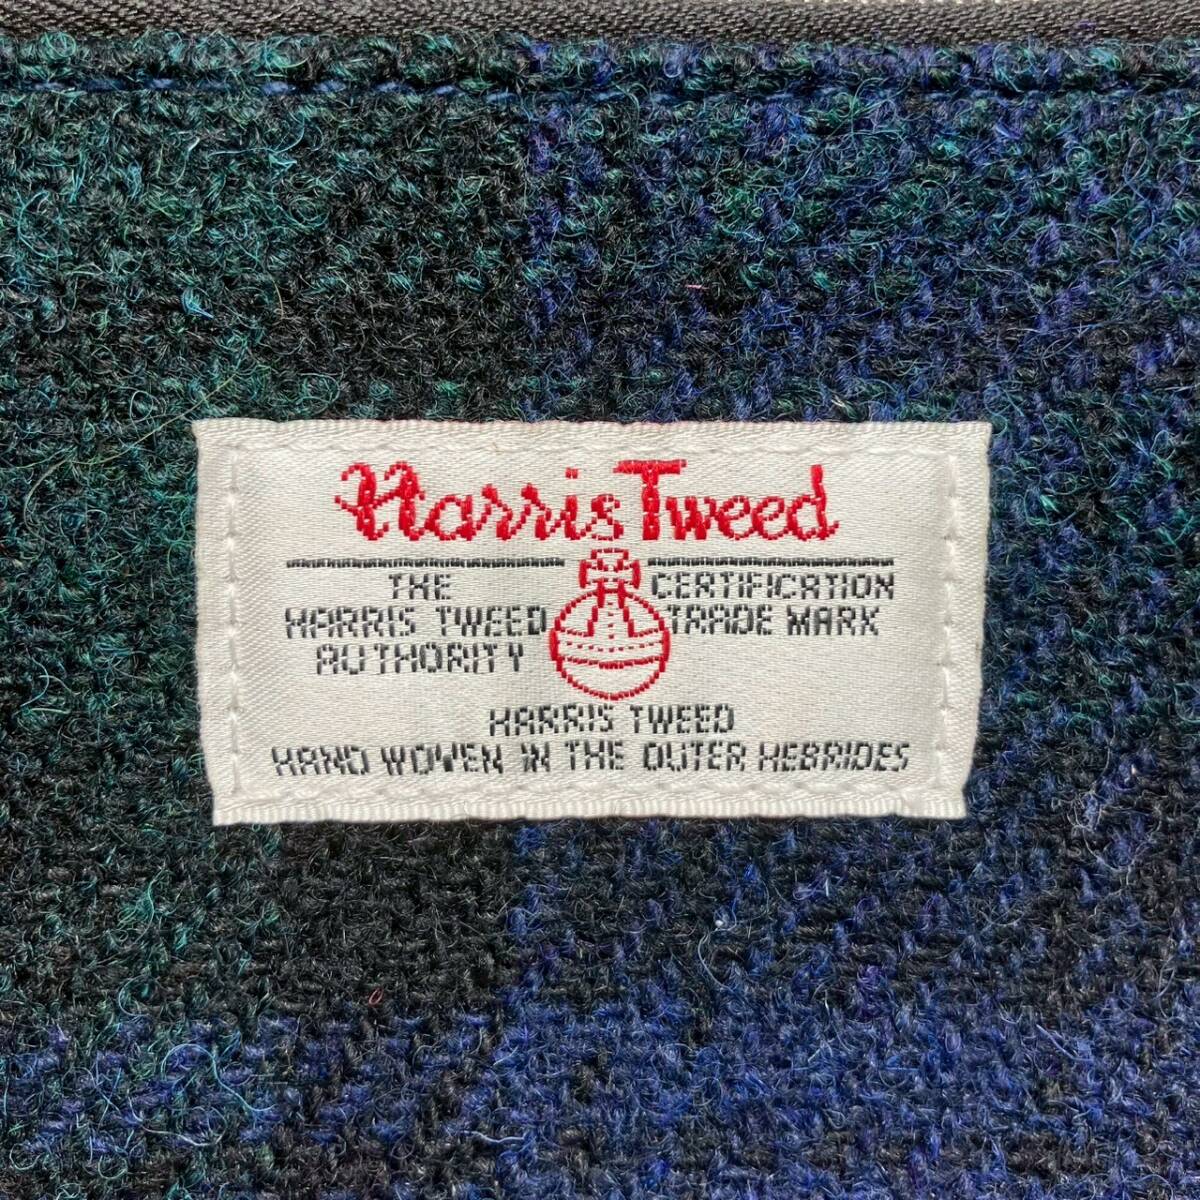 Harris Tweed
THE
HARRIS TWEED
AUTHORITY
CERTIFICATION
TRADE MARK
HARRIS TWEED
HAND WOVEN IN THE OUTER HEBRIDES